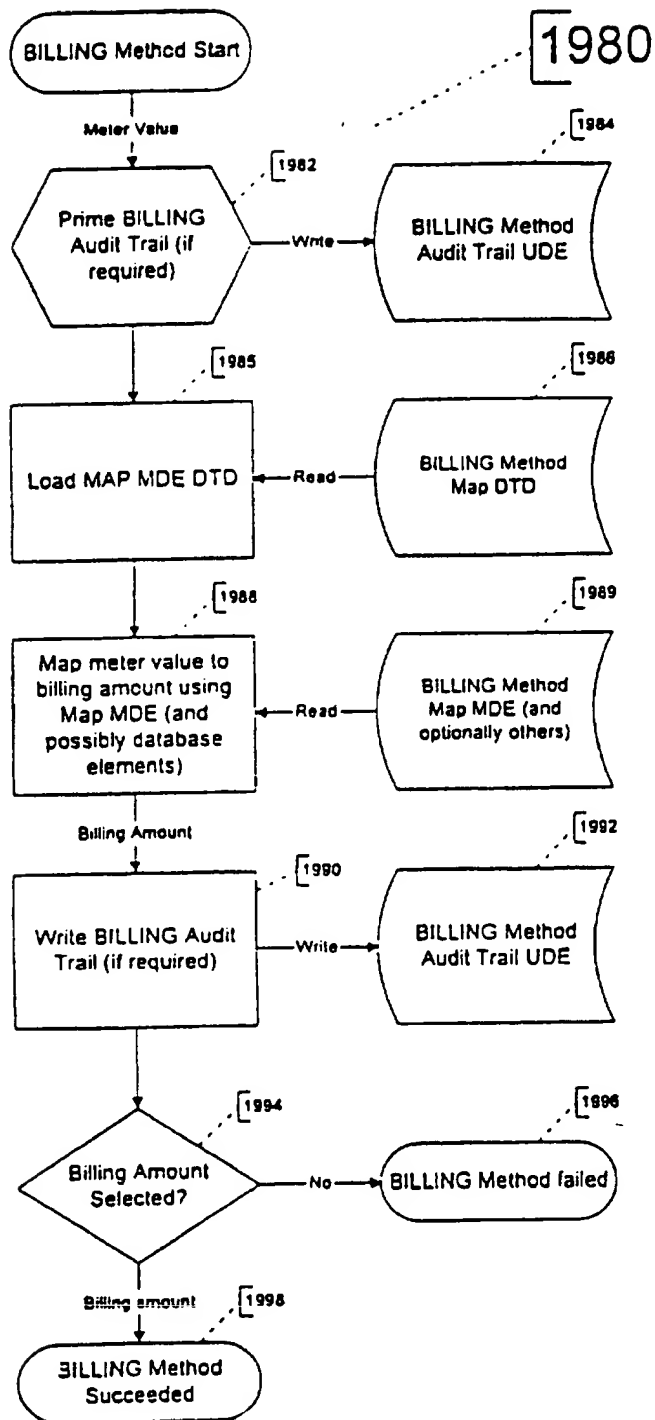 BILLING Method Start
1980
Meter Value
1982
1984
Prime BILLING
Audit Trail (if
required)
Write
BILLING Method
Audit Trail UDE
1985
1986
Load MAP MDE DTD
Read
BILLING Method
Map DTD
1988
1989
Map meter value to
billing amount using
Map MDE (and
possibly database
elements)
Read
BILLING Method
Map MDE (and
optionally others)
Billing Amount
1990
1992
Write BILLING Audit
Trail (if required)
Write
BILLING Method
Audit Trail UDE
1994
1996
Billing Amount
Selected?
No
BILLING Method failed
Billing amount
1998
BILLING Method
Succeeded